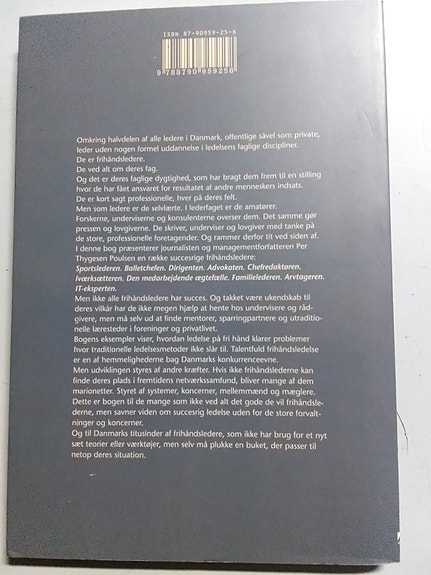 ISBN 87-90959-25-6
9 788790 959258
Omkring halvdelen af alle ledere i Danmark, offentlige såvel som private,
leder uden nogen formel uddannelse i ledelsens faglige discipliner.
De er frihåndsledere.
De ved alt om deres fag.
Og det er deres faglige dygtighed, som har bragt dem frem til en stilling
hvor de har fået ansvaret for resultatet af andre menneskers indsats.
De er kort sagt professionelle, hver på deres felt.
Men som ledere er de selvlærte. I lederfaget er de amatører.
Forskerne, underviserne og konsulenterne overser dem. Det samme gør
pressen og lovgiverne. De skriver, underviser og lovgiver med tanke på
de store, professionelle foretagender. Og rammer derfor tit ved siden af.
I denne bog præsenterer journalisten og managementforfatteren Per
Thygesen Poulsen en række succesrige frihåndsledere:
Sportslederen. Balletchefen. Dirigenten. Advokaten. Chefredaktøren.
Iværksætteren. Den medarbejdende ægtefælle. Familielederen. Arvtageren.
IT-eksperten.
Men ikke alle frihåndsledere har succes. Og takket være ukendskab til
deres vilkår har de ikke megen hjælp at hente hos undervisere og råd-
givere, men må selv ud at finde mentorer, sparringpartnere og utraditio-
nelle læresteder i foreninger og privatlivet.
Bogens eksempler viser, hvordan ledelse på fri hånd klarer problemer
hvor traditionelle ledelsesmetoder ikke slår til. Talentfuld frihåndsledelse
er en af hemmelighederne bag Danmarks konkurrenceevne.
Men udviklingen styres af andre kræfter. Hvis ikke frihåndslederne kan
finde deres plads i fremtidens netværkssamfund, bliver mange af dem
marionetter. Styret af systemer, koncerner, mellemmænd og mæglere.
Dette er bogen til de mange som ikke ved alt det gode de vil frihåndsle-
derne, men savner viden om succesrig ledelse uden for de store forvalt-
ninger og koncerner.
Og til Danmarks titusinder af frihåndsledere, som ikke har brug for et nyt
sæt teorier eller værktøjer, men selv må plukke en buket, der passer til
netop deres situation.